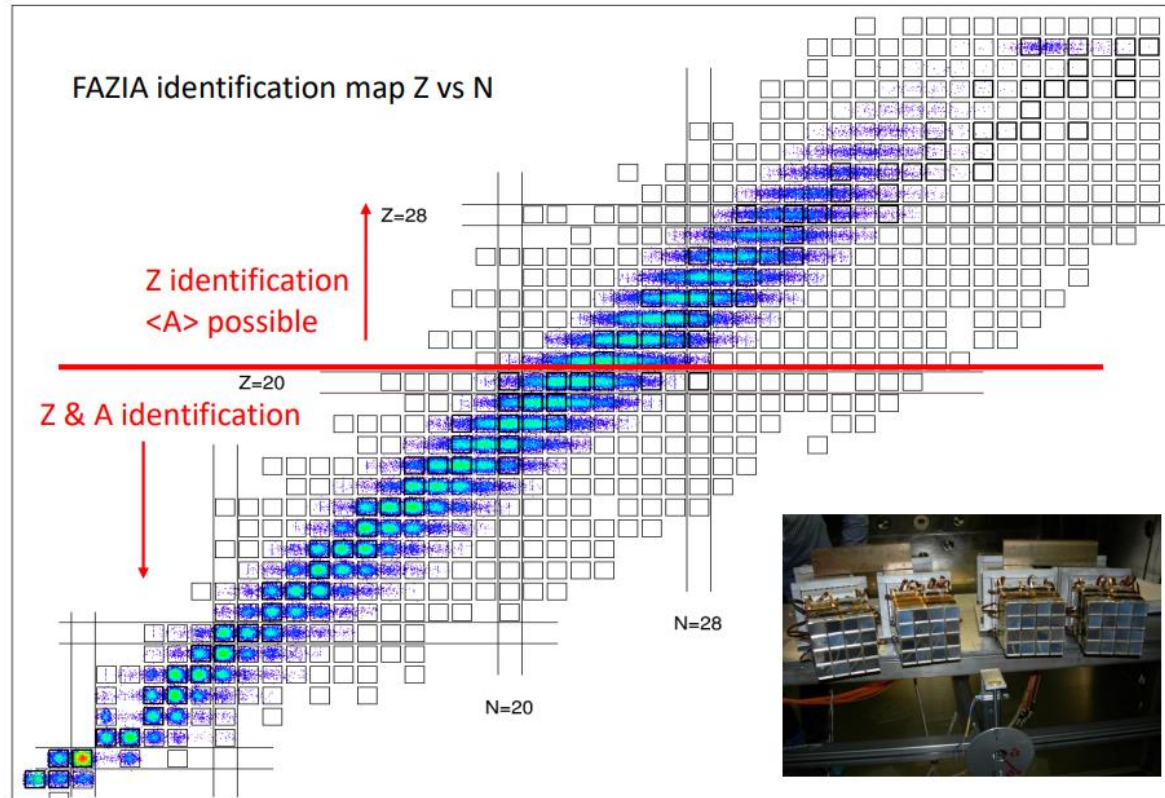 FAZIA identification map Z vs N
Z=28
Z identification
<A> possible
Z=20
Z & A identification
N=28
N=20